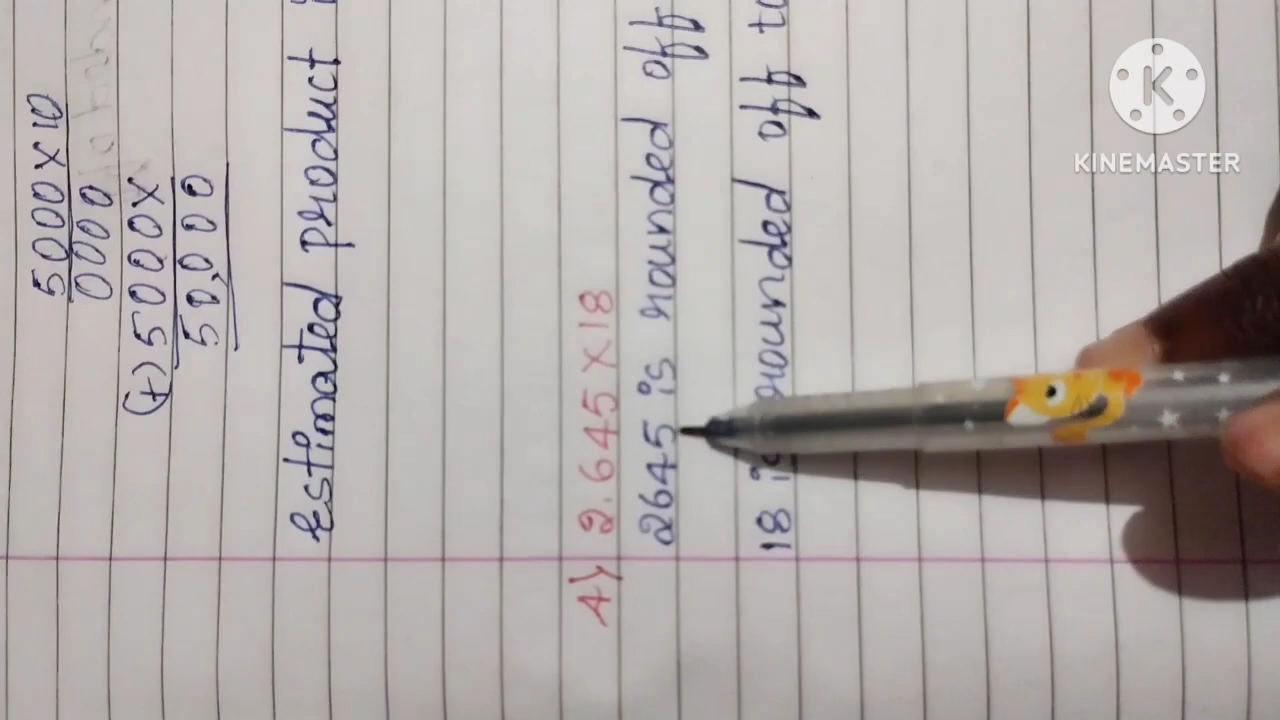 5000 X 10
0000
(+) 5000X
50,000
Estimated product
4) 2645 X 18
2645 is rounded off
18 is rounded off to
KINEMASTER